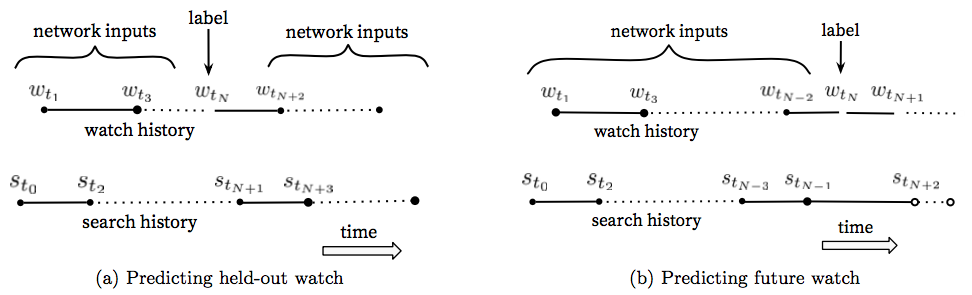 label
network inputs network inputs
w_{t_1} w_{t_3} w_{t_N} w_{t_{N+2}}
watch history
s_{t_0} s_{t_2} s_{t_{N+1}} s_{t_{N+3}}
search history
time
(a) Predicting held-out watch
network inputs label
w_{t_1} w_{t_3} w_{t_{N-2}} w_{t_N} w_{t_{N+1}}
watch history
s_{t_0} s_{t_2} s_{t_{N-3}} s_{t_{N-1}} s_{t_{N+2}}
search history
time
(b) Predicting future watch